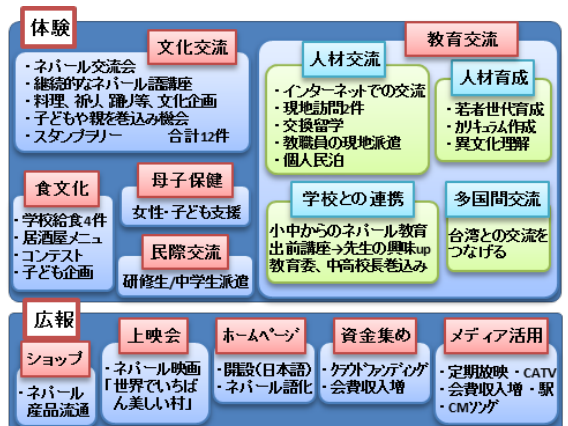 体験
文化交流
・ネパール交流会
・継続的なネパール語講座
・料理、祈り、踊り等、文化企画
・子どもや親を巻込み機会
・スタンプラリー　　合計12件
食文化
・学校給食4件
・居酒屋メニュ
・コンテスト
・子ども企画
母子保健
女性・子ども支援
民際交流
研修生/中学生派遣
教育交流
人材交流
・インターネットでの交流
・現地訪問2件
・交換留学
・教職員の現地派遣
・個人民泊
人材育成
・若者世代育成
・カリキュラム作成
・異文化理解
学校との連携
小中からのネパール教育
出前講座→先生の興味up
教育委、中高校長巻込み
多国間交流
台湾との交流を
つなげる
広報
ショップ
・ネパール
産品流通
上映会
・ネパール映画
「世界でいちば
ん美しい村」
ホームページ
・開設(日本語)
・ネパール語化
資金集め
・クラウドファンディング
・会費収入増
メディア活用
・定期放映 ・CATV
・会費収入増 ・駅
・CMソング